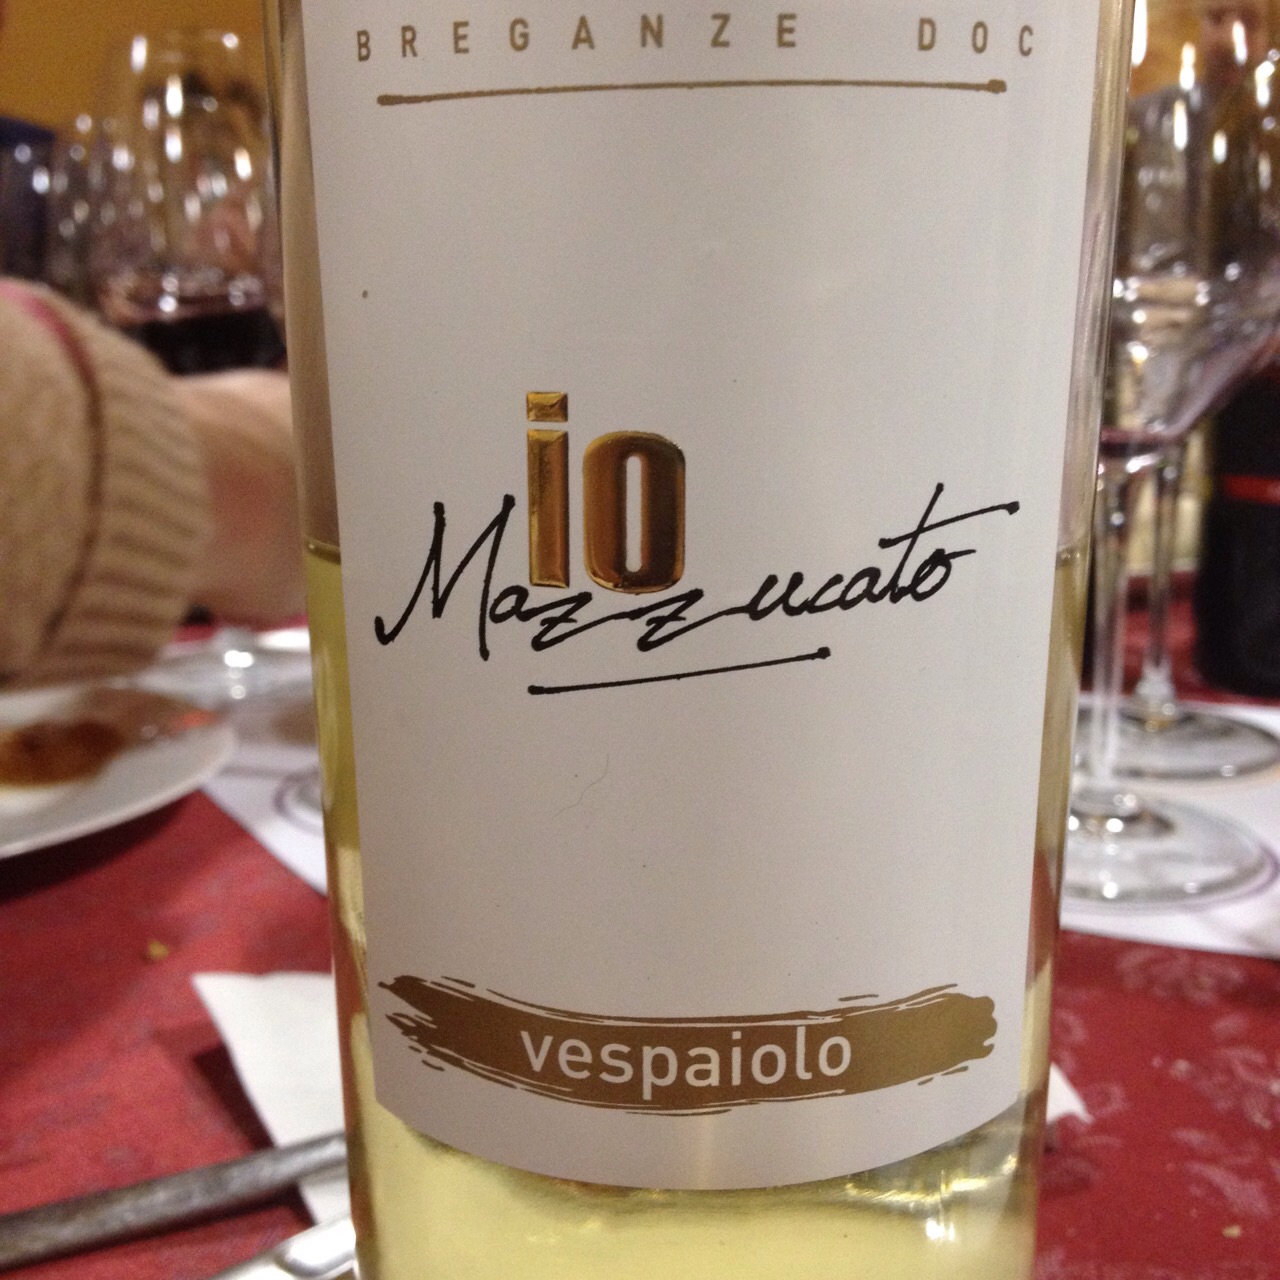 BREGANZE DOC
io
Mazzucato
vespaiolo